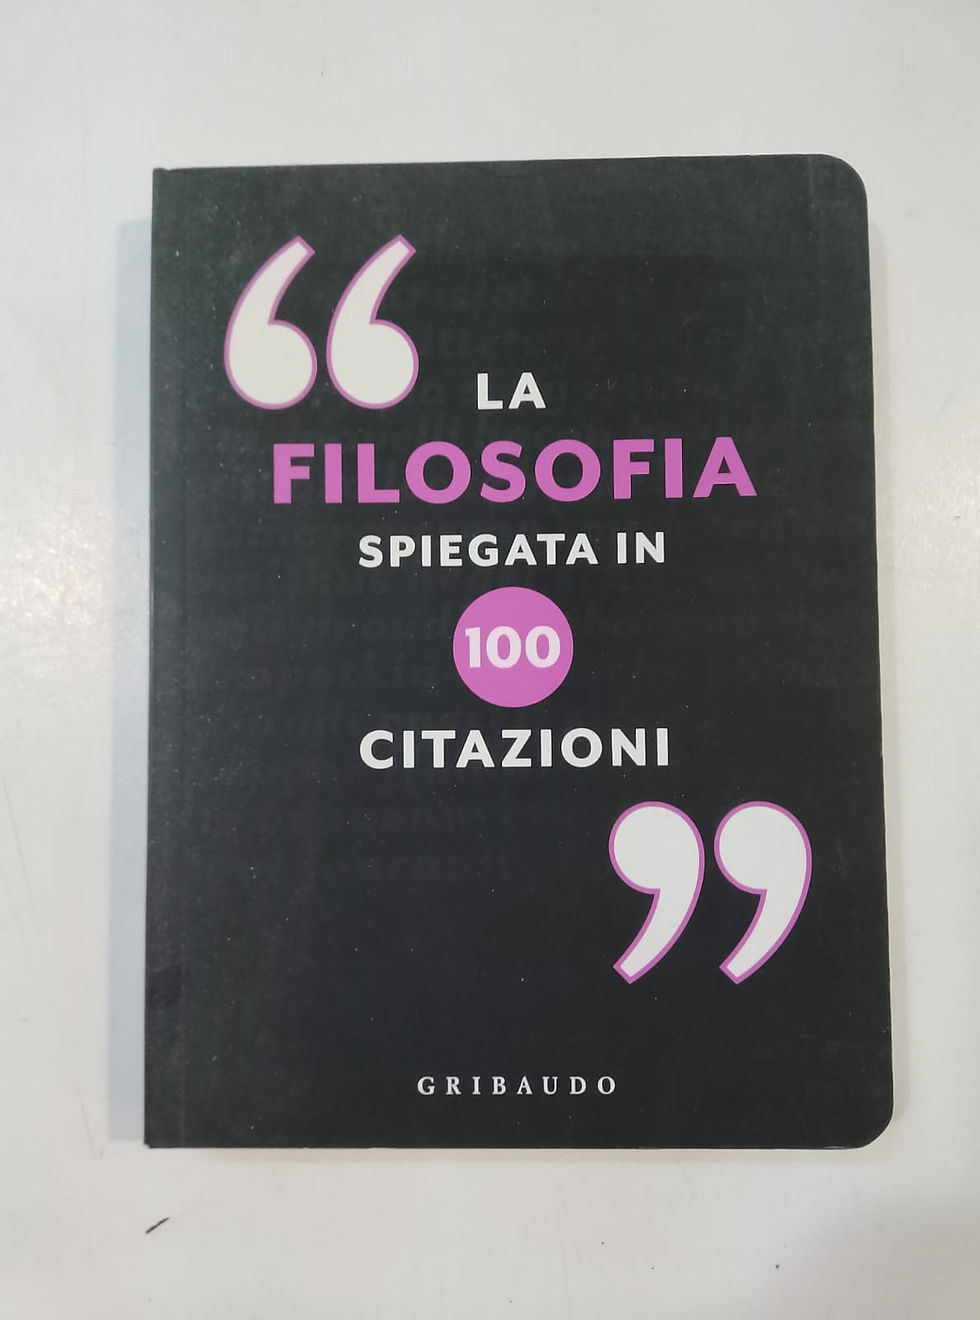 “
LA
FILOSOFIA
SPIEGATA IN
100
CITAZIONI
”
GRIBAUDO